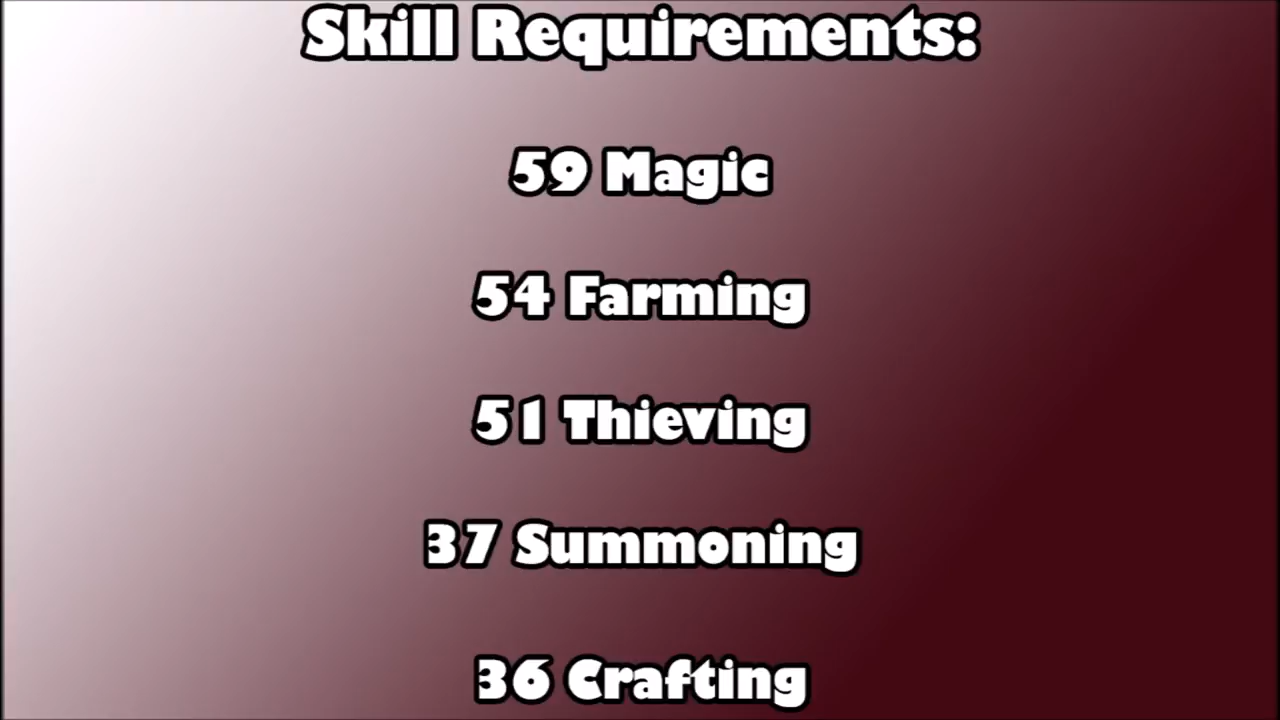 Skill Requirements:
59 Magic
54 Farming
51 Thieving
37 Summoning
36 Crafting